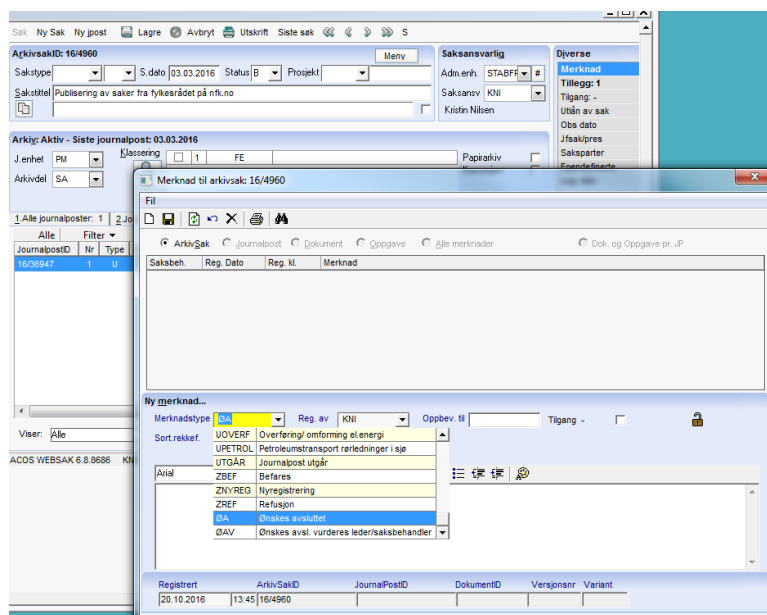 Søk Ny Sak Ny jpost Lagre Avbryt Utskrift Siste søk S
ArkivsakID: 16/4960 Meny
Sakstype S.dato 03.03.2016 Status B Prosjekt
Sakstittel Publisering av saker fra fylkesrådet på nfk.no
Saksansvarlig
Adm.enh. STABFF #
Saksansv KNI
Kristin Nilsen
Diverse
Merknad
Tillegg: 1
Tilgang: -
Utlån av sak
Obs dato
Jfsak/pres
Saksparter
Arkiv: Aktiv - Siste journalpost: 03.03.2016
J.enhet PM Klassering 1 FE Papirarkiv
Arkivdel SA
1.Alle journalposter: 1 2.Jo
Alle Filter
JournalpostID Nr Type
16/36947 1 U
Viser: Alle
ACOS WEBSAK 6.8.8686 KN
Merknad til arkivsak: 16/4960
Fil
ArkivSak Journalpost Dokument Oppgave Alle merknader Dok. og Oppgave pr. JP
Saksbeh. Reg. Dato Reg. kl. Merknad
Ny merknad...
Merknadstype ØA Reg. av KNI Oppbev. til Tilgang -
Sort.rekkef.
UOVERF Overføring/ omforming el.energi
UPETROL Petroleumstransport rørledninger i sjø
UTGÅR Journalpost utgår
ZBEF Befares
ZNYREG Nyregistrering
ZREF Refusjon
ØA Ønskes avsluttet
ØAV Ønskes avsl. vurderes leder/saksbehandler
Arial
Registrert ArkivSakID JournalPostID DokumentID Versjonsnr Variant
20.10.2016 13:45 16/4960